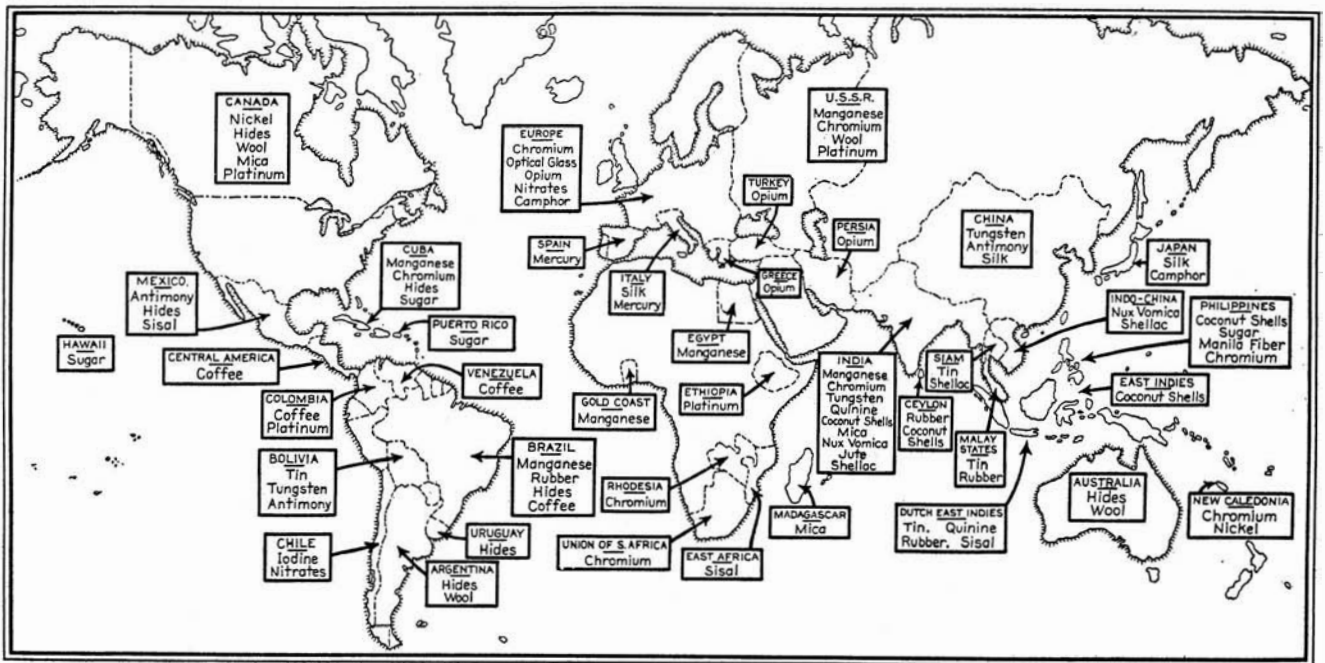 CANADA
Nickel
Hides
Wool
Mica
Platinum
EUROPE
Chromium
Optical Glass
Opium
Nitrates
Camphor
U.S.S.R.
Manganese
Chromium
Wool
Platinum
TURKEY
Opium
PERSIA
Opium
CHINA
Tungsten
Antimony
Silk
JAPAN
Silk
Camphor
SPAIN
Mercury
ITALY
Silk
Mercury
GREECE
Opium
CUBA
Manganese
Chromium
Hides
Sugar
MEXICO.
Antimony
Hides
Sisal
HAWAII
Sugar
PUERTO RICO
Sugar
CENTRAL AMERICA
Coffee
VENEZUELA
Coffee
COLOMBIA
Coffee
Platinum
EGYPT
Manganese
GOLD COAST
Manganese
ETHIOPIA
Platinum
INDIA
Manganese
Chromium
Tungsten
Quinine
Coconut Shells
Mica
Nux Vomica
Jute
Shellac
SIAM
Tin
Shellac
INDO-CHINA
Nux Vomica
Shellac
PHILIPPINES
Coconut Shells
Sugar
Manila Fiber
Chromium
EAST INDIES
Coconut Shells
CEYLON
Rubber
Coconut
Shells
MALAY
STATES
Tin
Rubber
BOLIVIA
Tin
Tungsten
Antimony
BRAZIL
Manganese
Rubber
Hides
Coffee
RHODESIA
Chromium
MADAGASCAR
Mica
DUTCH EAST INDIES
Tin. Quinine
Rubber. Sisal
AUSTRALIA
Hides
Wool
NEW CALEDONIA
Chromium
Nickel
CHILE
Iodine
Nitrates
URUGUAY
Hides
ARGENTINA
Hides
Wool
UNION OF S. AFRICA
Chromium
EAST AFRICA
Sisal